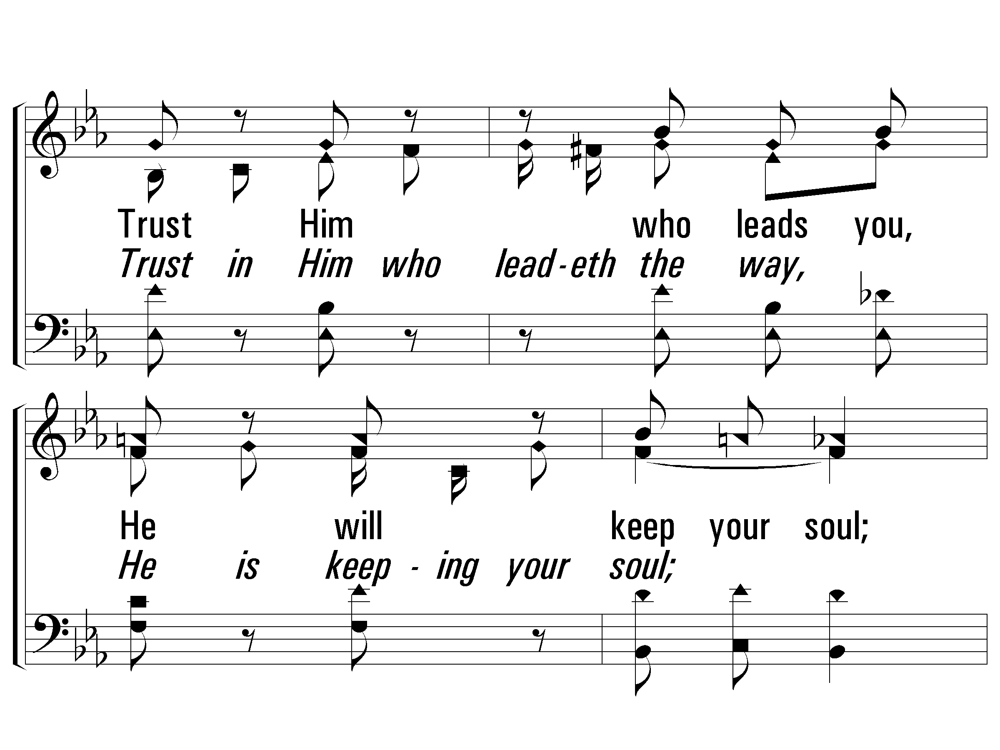 Trust Him who leads you,
Trust in Him who lead - eth the way,
He will keep your soul;
He is keep - ing your soul;